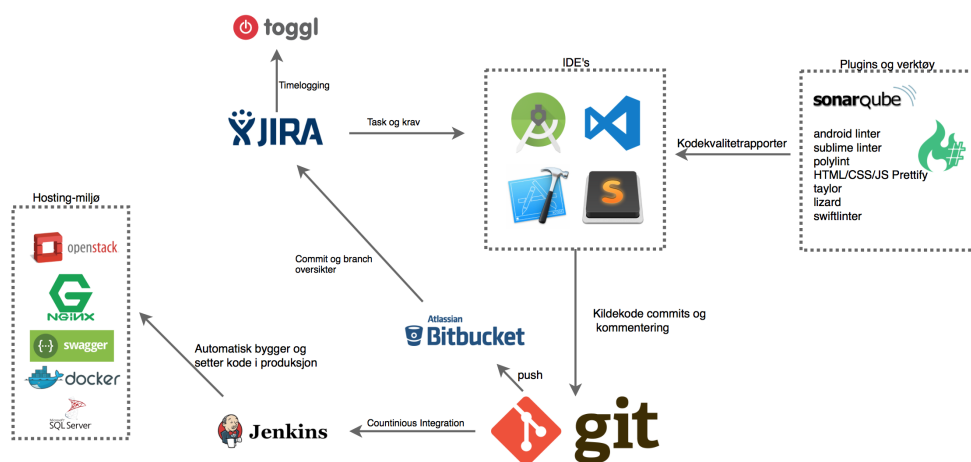 toggl
Timelogging
JIRA
Task og krav
IDE's
Plugins og verktøy
sonarqube
android linter
sublime linter
polylint
HTML/CSS/JS Prettify
taylor
lizard
swiftlinter
Kodekvalitetrapporter
Hosting-miljø
openstack
NGiNX
{···} swagger
docker
Microsoft
SQL Server
Commit og branch
oversikter
Atlassian
Bitbucket
Kildekode commits og
kommentering
Automatisk bygger og
setter kode i produksjon
push
Jenkins
Countinious Integration
git